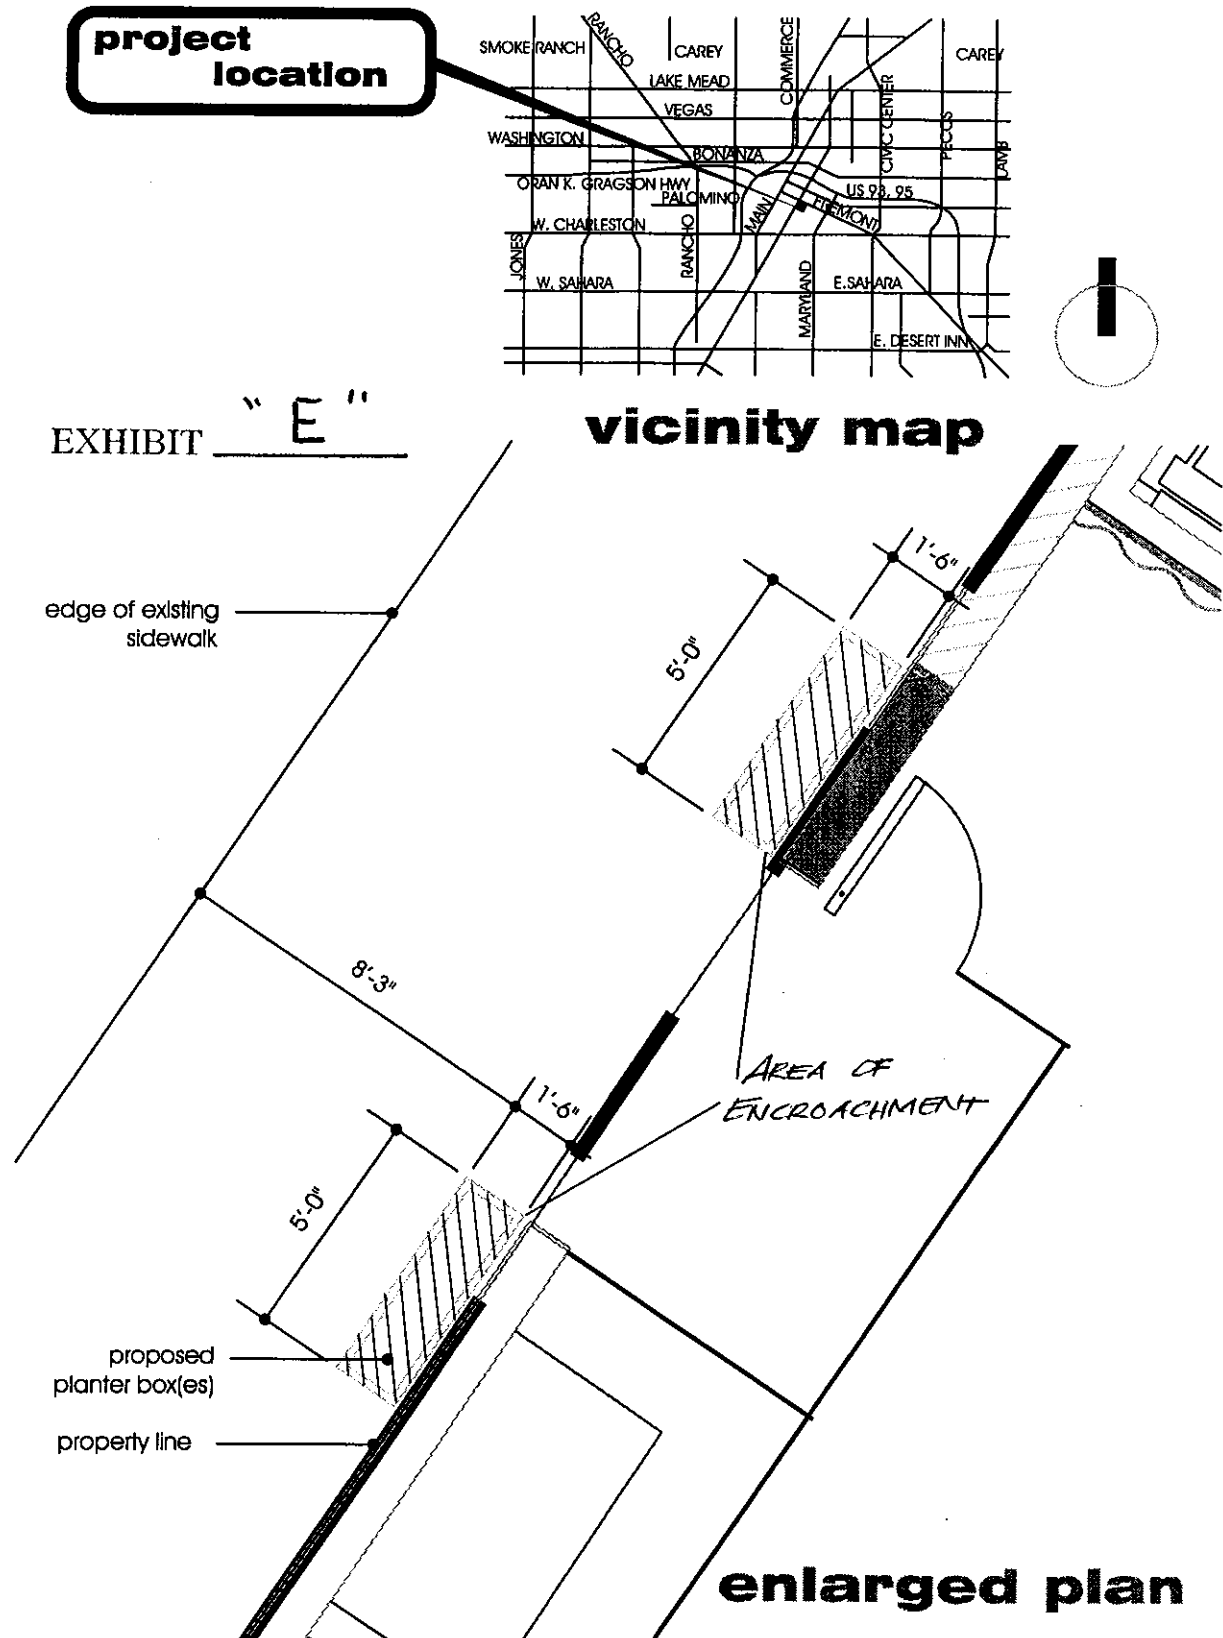 project
location
SMOKE RANCH
RANCHO
CAREY
COMMERCE
CAREY
LAKE MEAD
VEGAS
CIVIC CENTER
PECOS
LAMB
WASHINGTON
BONANZA
ORAN K. GRAGSON HWY
PALOMINO
US 93, 95
MAIN
FREMONT
W. CHARLESTON
JONES
RANCHO
W. SAHARA
MARYLAND
E.SAHARA
E. DESERT INN
EXHIBIT "E"
vicinity map
1'-6"
edge of existing
sidewalk
5'-0"
8'-3"
AREA OF
ENCROACHMENT
1'-6"
5'-0"
proposed
planter box(es)
property line
enlarged plan